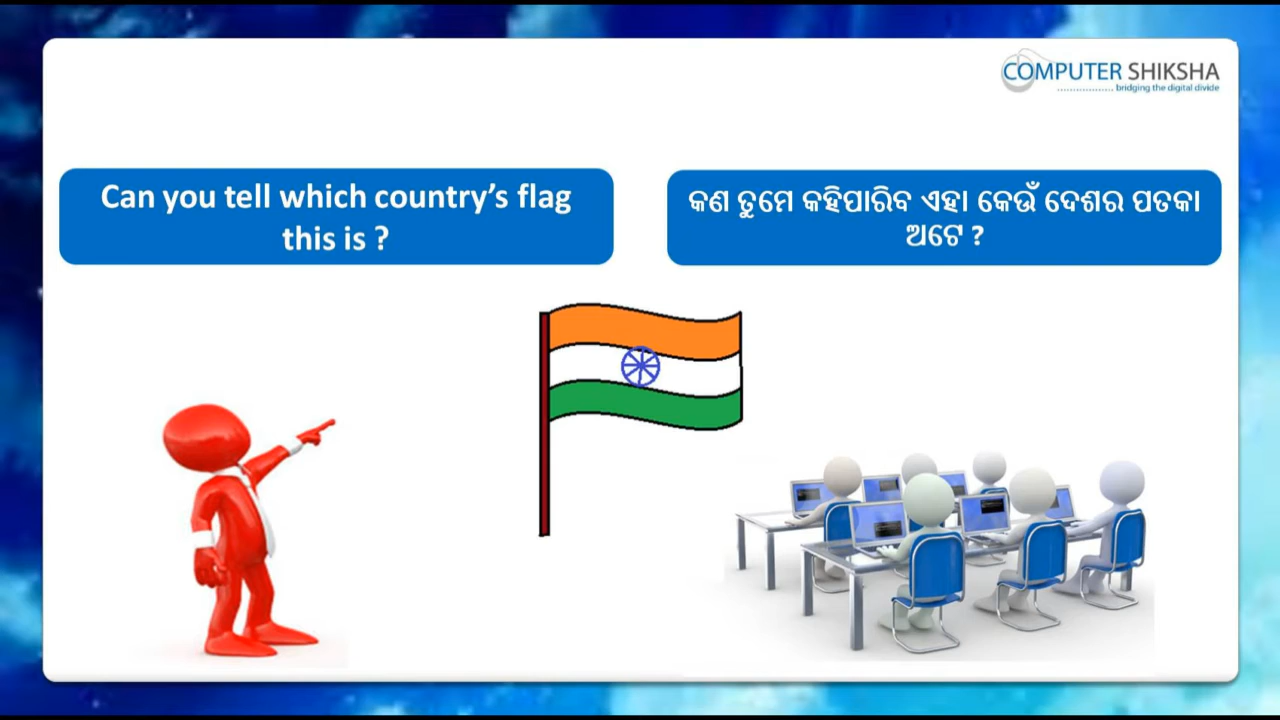 COMPUTER SHIKSHA
.................. bridging the digital divide
Can you tell which country’s flag
this is ?
କଣ ତୁମେ କହିପାରିବ ଏହା କେଉଁ ଦେଶର ପତକା
ଅଟେ ?